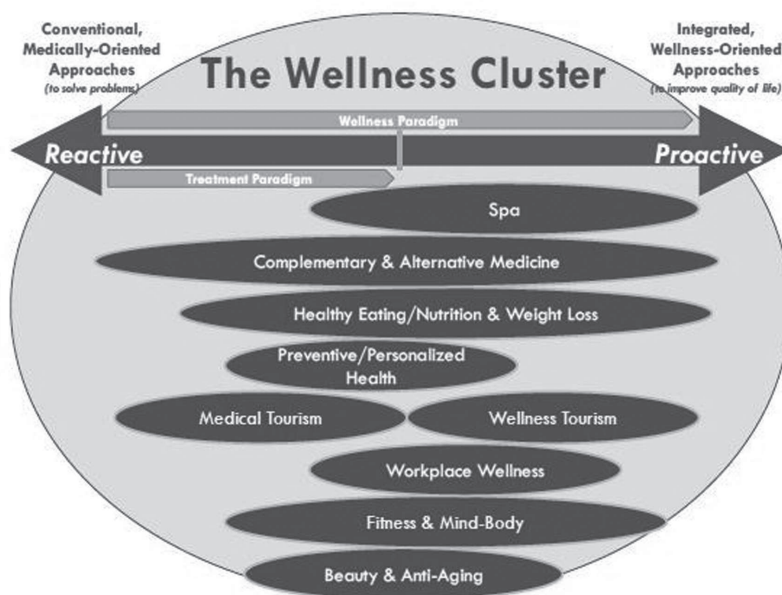 Conventional,
Medically-Oriented
Approaches
(to solve problems)
The Wellness Cluster
Integrated,
Wellness-Oriented
Approaches
(to improve quality of life)
Wellness Paradigm
Reactive
Proactive
Treatment Paradigm
Spa
Complementary & Alternative Medicine
Healthy Eating/Nutrition & Weight Loss
Preventive/Personalized
Health
Medical Tourism
Wellness Tourism
Workplace Wellness
Fitness & Mind-Body
Beauty & Anti-Aging